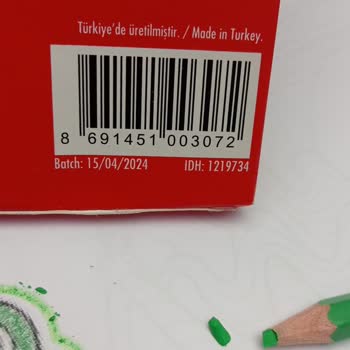 Türkiye'de üretilmiştir. / Made in Turkey.
8 691451 003072
Batch: 15/04/2024 IDH: 1219734